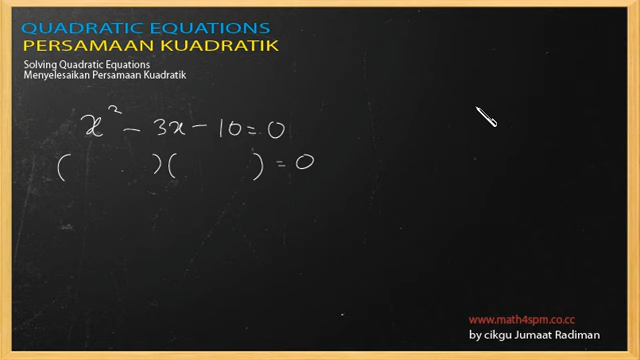 QUADRATIC EQUATIONS
PERSAMAAN KUADRATIK
Solving Quadratic Equations
Menyelesaikan Persamaan Kuadratik
x² − 3x − 10 = 0
(    )(    ) = 0
www.math4spm.co.cc
by cikgu Jumaat Radiman